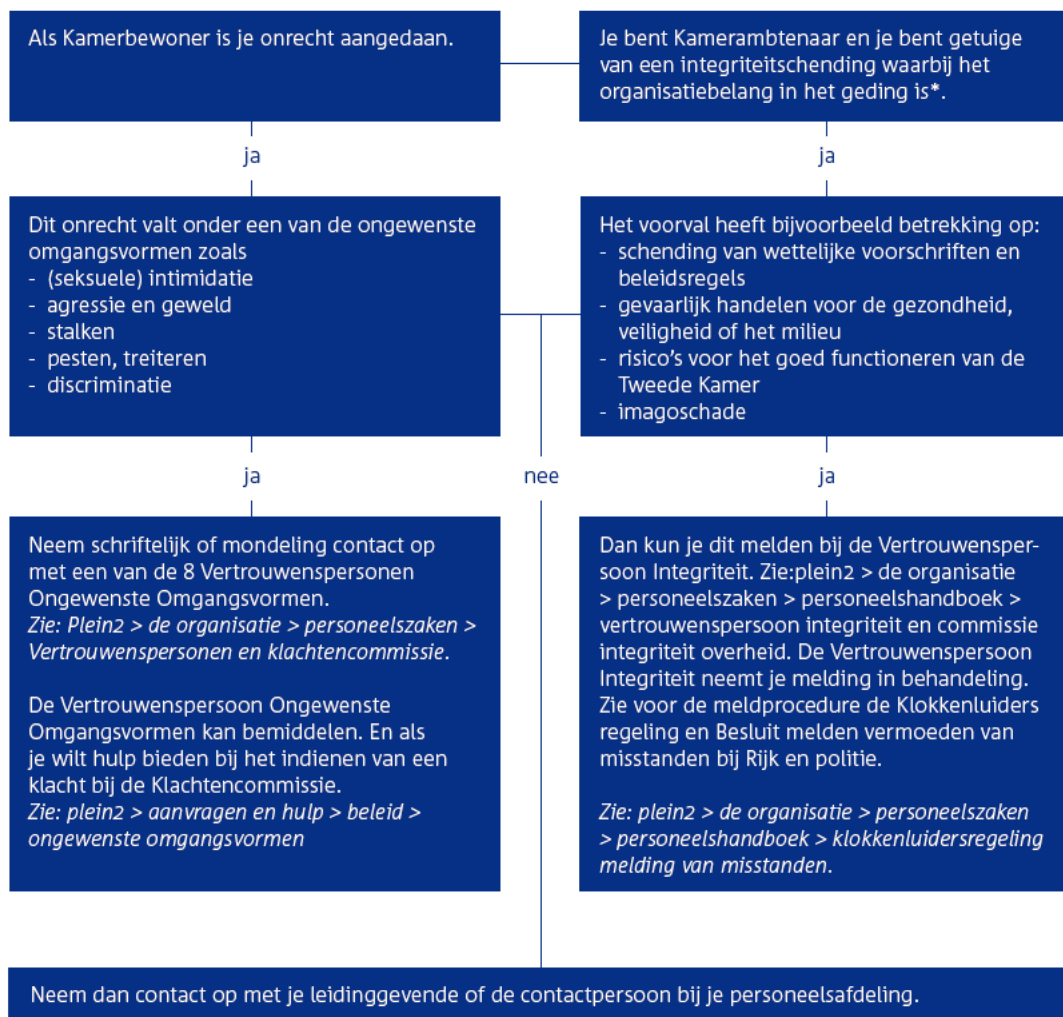 Als Kamerbewoner is je onrecht aangedaan.
Je bent Kamerambtenaar en je bent getuige
van een integriteitschending waarbij het
organisatiebelang in het geding is*.
ja
ja
Dit onrecht valt onder een van de ongewenste
omgangsvormen zoals
- (seksuele) intimidatie
- agressie en geweld
- stalken
- pesten, treiteren
- discriminatie
Het voorval heeft bijvoorbeeld betrekking op:
- schending van wettelijke voorschriften en
beleidsregels
- gevaarlijk handelen voor de gezondheid,
veiligheid of het milieu
- risico's voor het goed functioneren van de
Tweede Kamer
- imagoschade
ja
nee
ja
Neem schriftelijk of mondeling contact op
met een van de 8 Vertrouwenspersonen
Ongewenste Omgangsvormen.
Zie: Plein2 > de organisatie > personeelszaken >
Vertrouwenspersonen en klachtencommissie.
De Vertrouwenspersoon Ongewenste
Omgangsvormen kan bemiddelen. En als
je wilt hulp bieden bij het indienen van een
klacht bij de Klachtencommissie.
Zie: plein2 > aanvragen en hulp > beleid >
ongewenste omgangsvormen
Dan kun je dit melden bij de Vertrouwensper-
soon Integriteit. Zie:plein2 > de organisatie
> personeelszaken > personeelshandboek >
vertrouwenspersoon integriteit en commissie
integriteit overheid. De Vertrouwenspersoon
Integriteit neemt je melding in behandeling.
Zie voor de meldprocedure de Klokkenluiders
regeling en Besluit melden vermoeden van
misstanden bij Rijk en politie.
Zie: plein2 > de organisatie > personeelszaken
> personeelshandboek > klokkenluidersregeling
melding van misstanden.
Neem dan contact op met je leidinggevende of de contactpersoon bij je personeelsafdeling.